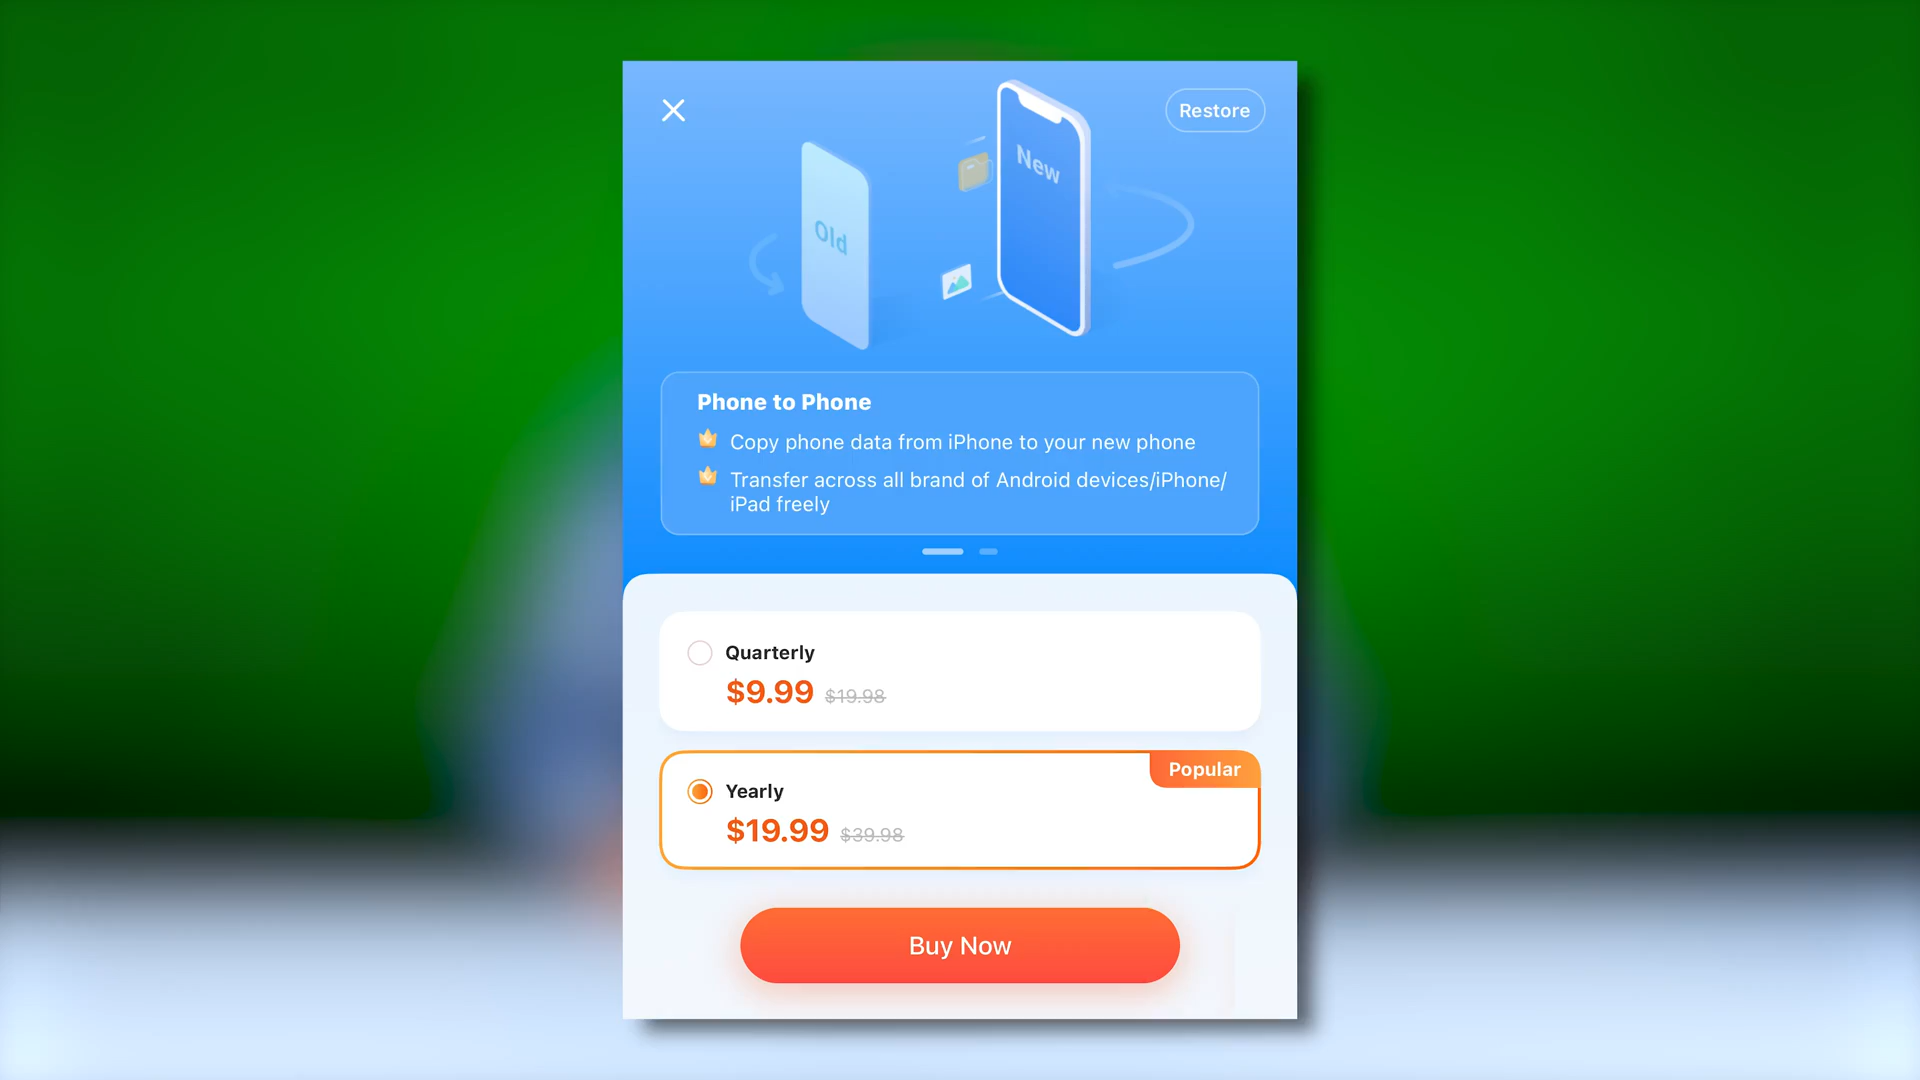 Restore
New
Old
Phone to Phone
Copy phone data from iPhone to your new phone
Transfer across all brand of Android devices/iPhone/
iPad freely
Quarterly
$9.99 $19.98
Popular
Yearly
$19.99 $39.98
Buy Now